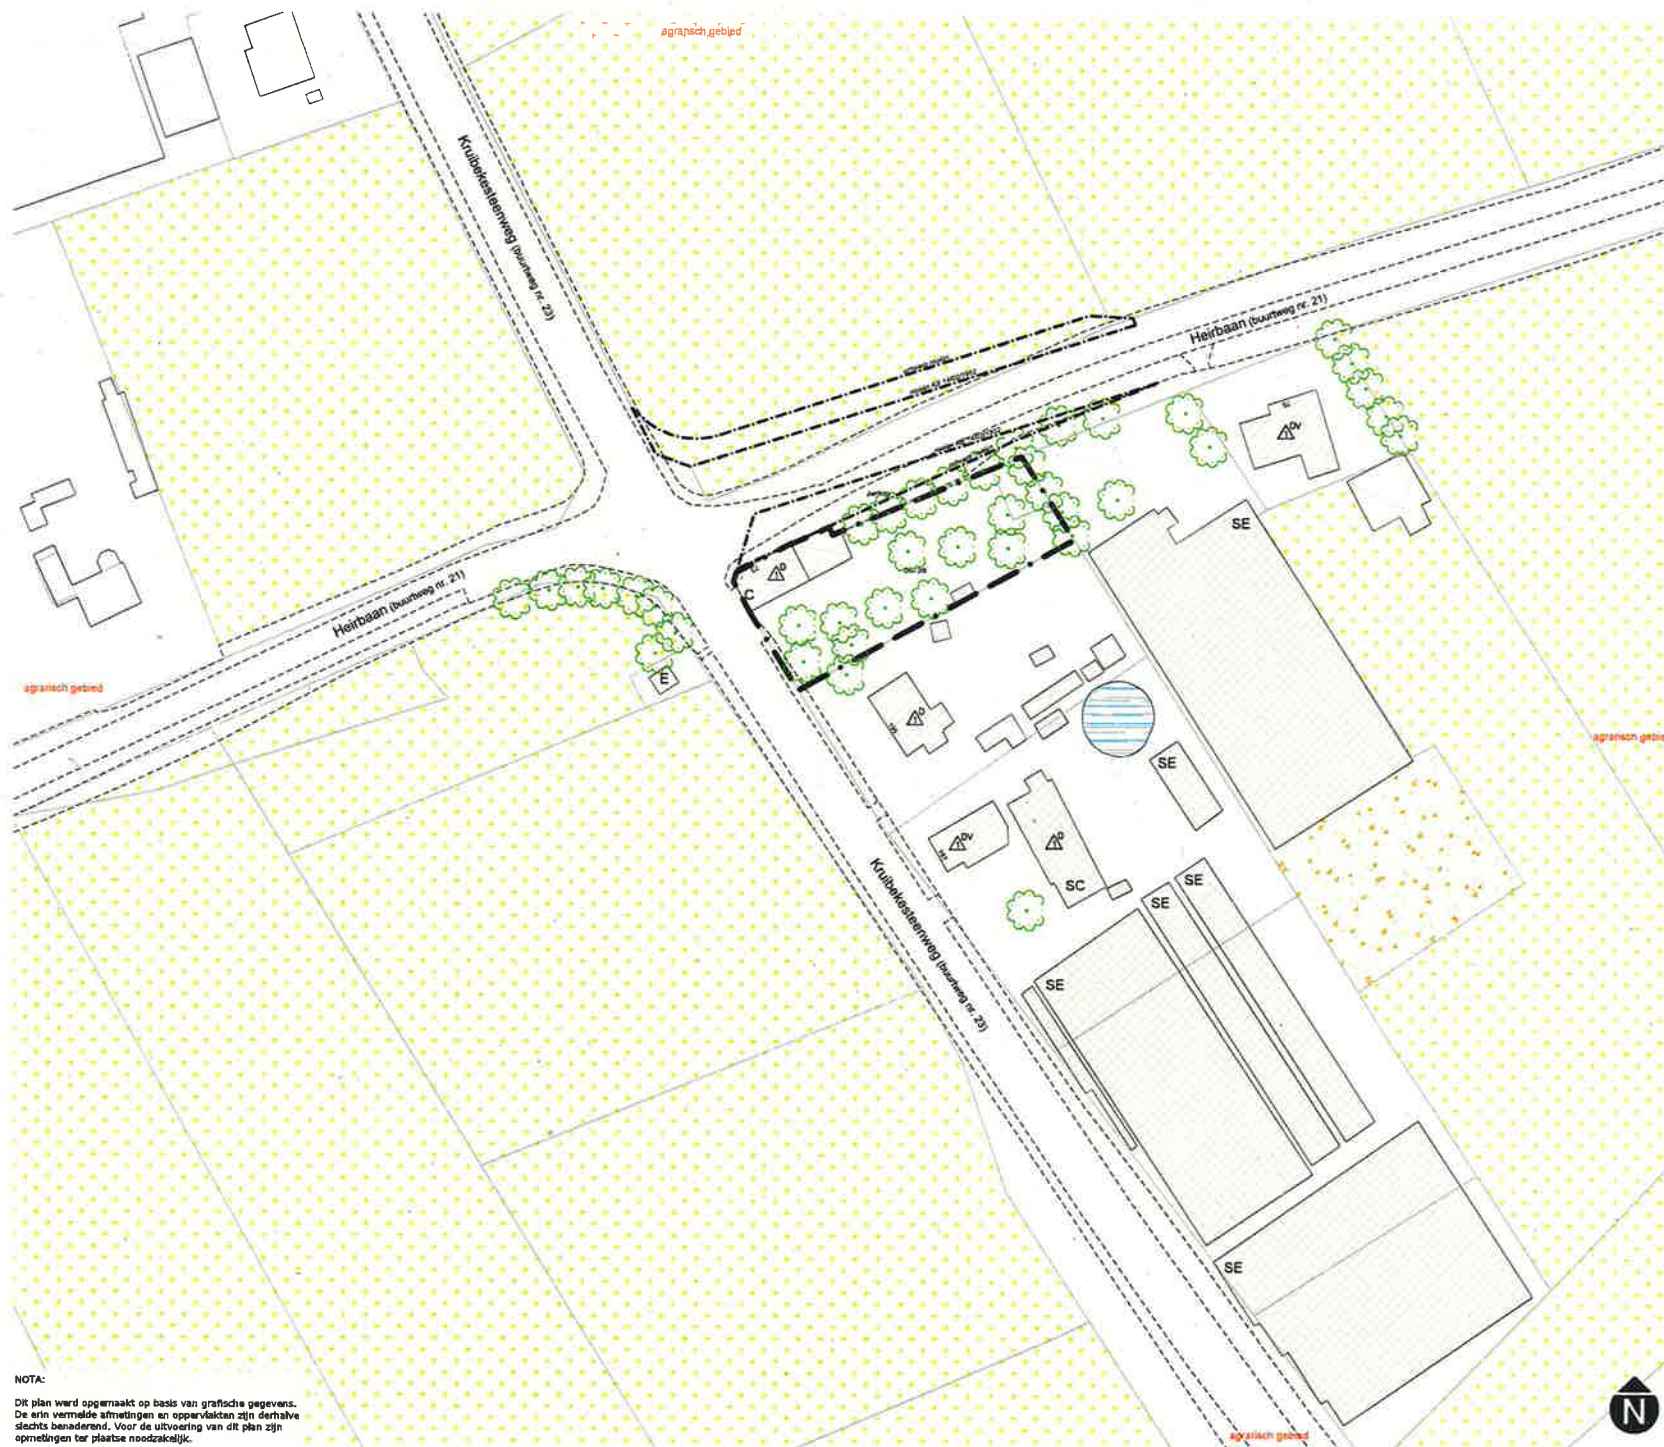 agrarisch gebied
Kruibekesteenweg (buurtweg nr. 23)
Heirbaan (buurtweg nr. 21)
DV
SE
D
C
Heirbaan (buurtweg nr. 21)
E
agrarisch gebied
D
agrarisch gebie
SE
DV
D
SC
SE
SE
Kruibekesteenweg (buurtweg nr. 23)
SE
SE
NOTA:
Dit plan werd opgemaakt op basis van grafische gegevens.
De erin vermelde afmetingen en oppervlakten zijn derhalve
slechts benaderend. Voor de uitvoering van dit plan zijn
opmetingen ter plaatse noodzakelijk.
agrarisch gebied
N